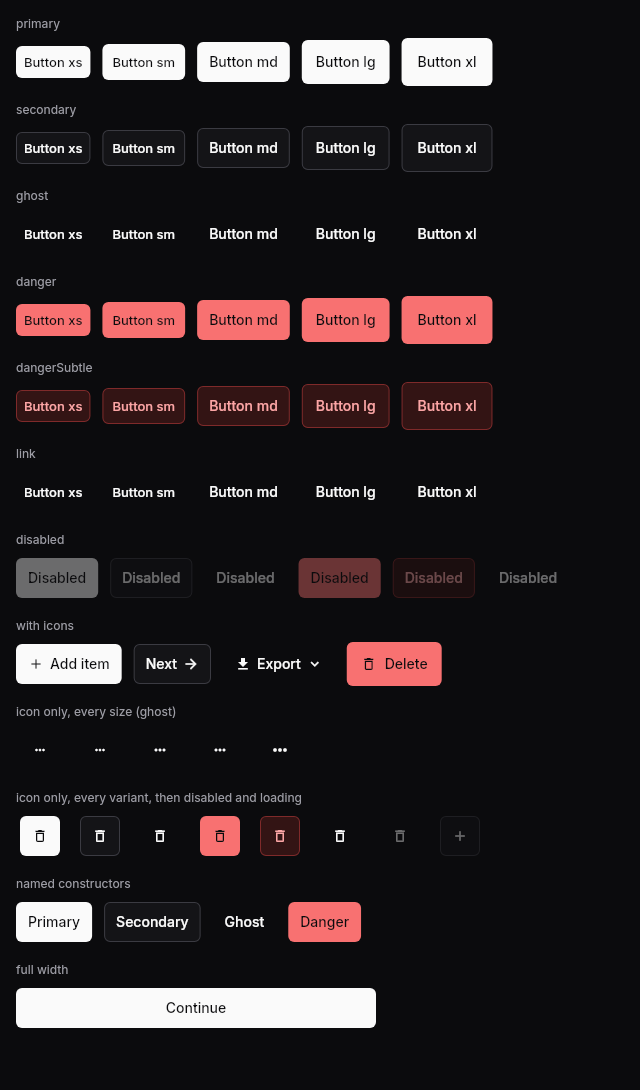 primary
Button xs Button sm Button md Button lg Button xl
secondary
Button xs Button sm Button md Button lg Button xl
ghost
Button xs Button sm Button md Button lg Button xl
danger
Button xs Button sm Button md Button lg Button xl
dangerSubtle
Button xs Button sm Button md Button lg Button xl
link
Button xs Button sm Button md Button lg Button xl
disabled
Disabled Disabled Disabled Disabled Disabled Disabled
with icons
Add item Next Export Delete
icon only, every size (ghost)
icon only, every variant, then disabled and loading
named constructors
Primary Secondary Ghost Danger
full width
Continue